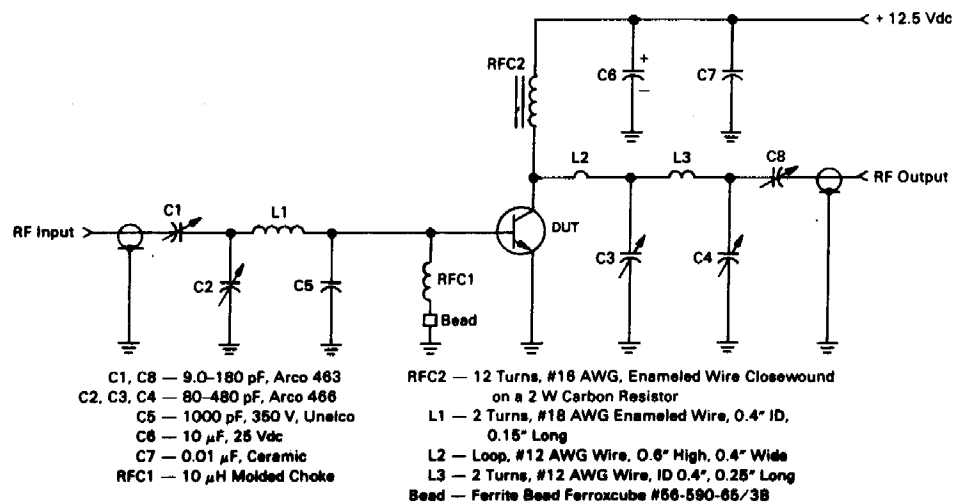 + 12.5 Vdc
RFC2
C6
+
−
C7
L2
L3
C8
RF Output
C1
L1
RF Input
DUT
C2
C5
RFC1
C3
C4
Bead
C1, C8 — 9.0–180 pF, Arco 463
C2, C3, C4 — 80–480 pF, Arco 466
C5 — 1000 pF, 350 V, Unelco
C6 — 10 μF, 25 Vdc
C7 — 0.01 μF, Ceramic
RFC1 — 10 μH Molded Choke
RFC2 — 12 Turns, #16 AWG, Enameled Wire Closewound
on a 2 W Carbon Resistor
L1 — 2 Turns, #18 AWG Enameled Wire, 0.4″ ID,
0.15″ Long
L2 — Loop, #12 AWG Wire, 0.6″ High, 0.4″ Wide
L3 — 2 Turns, #12 AWG Wire, ID 0.4″, 0.25″ Long
Bead — Ferrite Bead Ferroxcube #56-590-65/3B